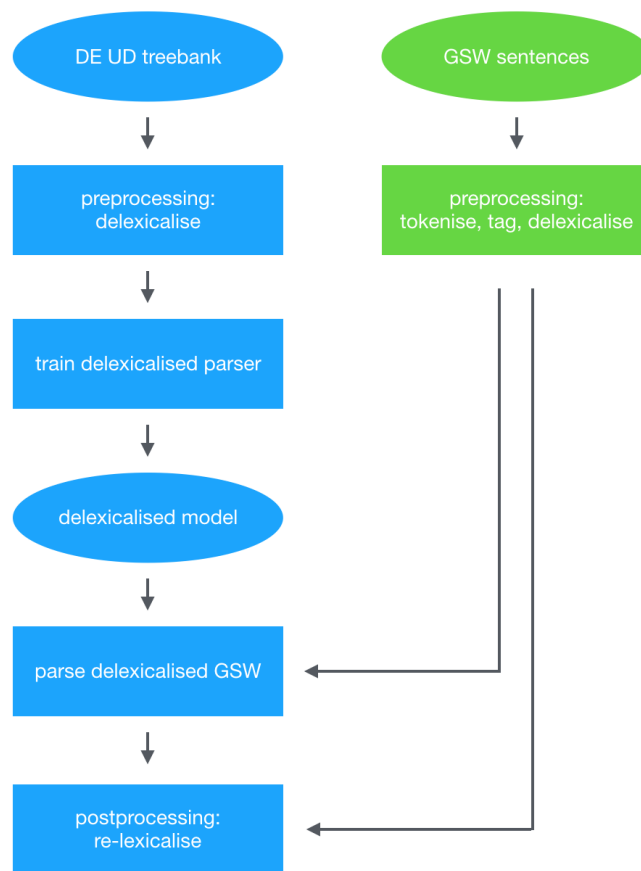 DE UD treebank
GSW sentences
preprocessing:
delexicalise
preprocessing:
tokenise, tag, delexicalise
train delexicalised parser
delexicalised model
parse delexicalised GSW
postprocessing:
re-lexicalise